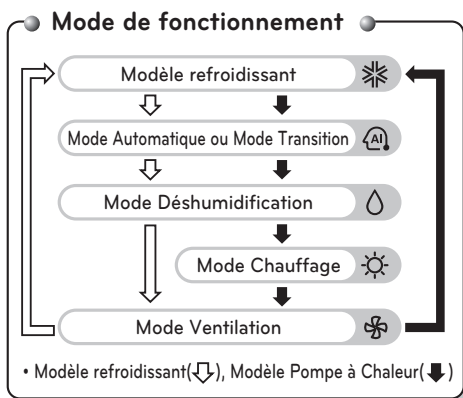 Mode de fonctionnement
Modèle refroidissant
Mode Automatique ou Mode Transition
AI
Mode Déshumidification
Mode Chauffage
Mode Ventilation
• Modèle refroidissant(⇩), Modèle Pompe à Chaleur(⬇)